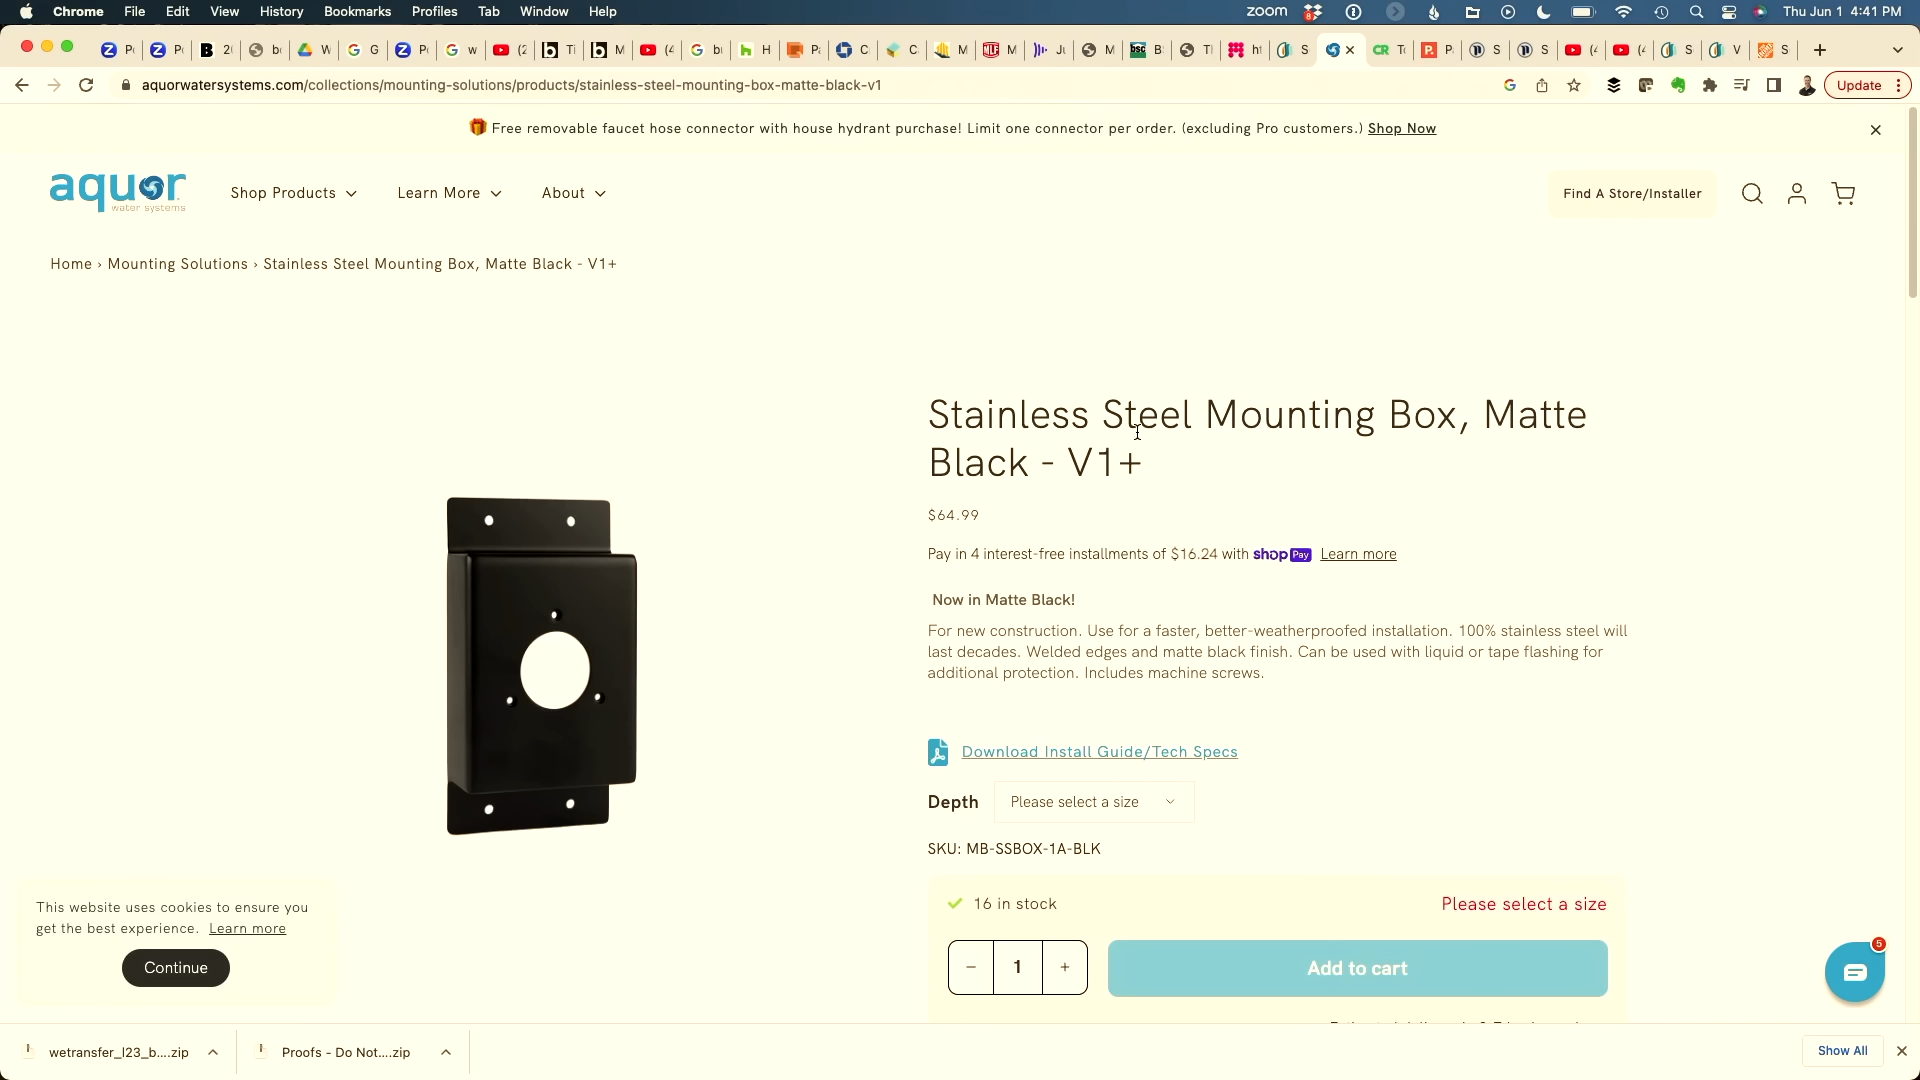 Chrome File Edit View History Bookmarks Profiles Tab Window Help zoom 8 Thu Jun 1 4:41 PM
aquorwatersystems.com/collections/mounting-solutions/products/stainless-steel-mounting-box-matte-black-v1 Update
Free removable faucet hose connector with house hydrant purchase! Limit one connector per order. (excluding Pro customers.) Shop Now
aquor water systems
Shop Products Learn More About Find A Store/Installer
Home › Mounting Solutions › Stainless Steel Mounting Box, Matte Black - V1+
Stainless Steel Mounting Box, Matte
Black - V1+
$64.99
Pay in 4 interest-free installments of $16.24 with shop Pay Learn more
Now in Matte Black!
For new construction. Use for a faster, better-weatherproofed installation. 100% stainless steel will
last decades. Welded edges and matte black finish. Can be used with liquid or tape flashing for
additional protection. Includes machine screws.
Download Install Guide/Tech Specs
Depth Please select a size
SKU: MB-SSBOX-1A-BLK
16 in stock Please select a size
− 1 + Add to cart
This website uses cookies to ensure you
get the best experience. Learn more
Continue
5
wetransfer_l23_b....zip Proofs - Do Not....zip Show All